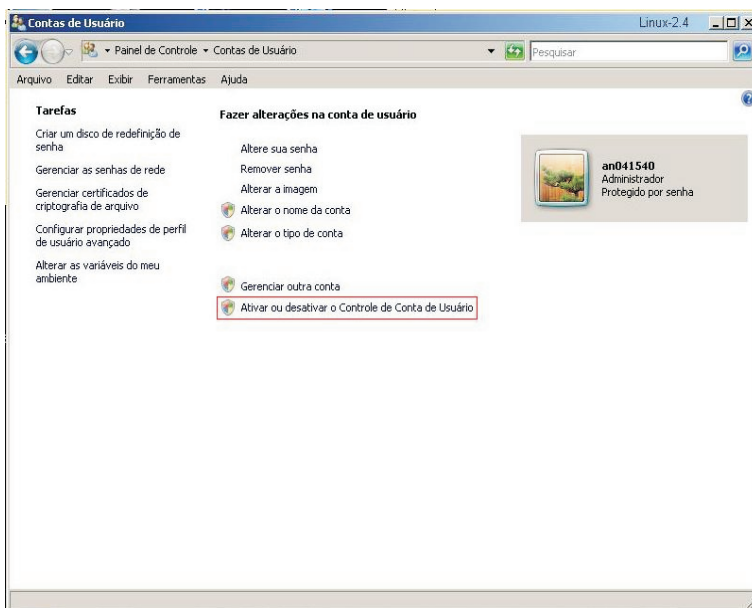 Contas de Usuário
Linux-2.4
Painel de Controle
Contas de Usuário
Pesquisar
Arquivo Editar Exibir Ferramentas Ajuda
Tarefas
Criar um disco de redefinição de
senha
Gerenciar as senhas de rede
Gerenciar certificados de
criptografia de arquivo
Configurar propriedades de perfil
de usuário avançado
Alterar as variáveis do meu
ambiente
Fazer alterações na conta de usuário
Altere sua senha
Remover senha
Alterar a imagem
Alterar o nome da conta
Alterar o tipo de conta
Gerenciar outra conta
Ativar ou desativar o Controle de Conta de Usuário
an041540
Administrador
Protegido por senha